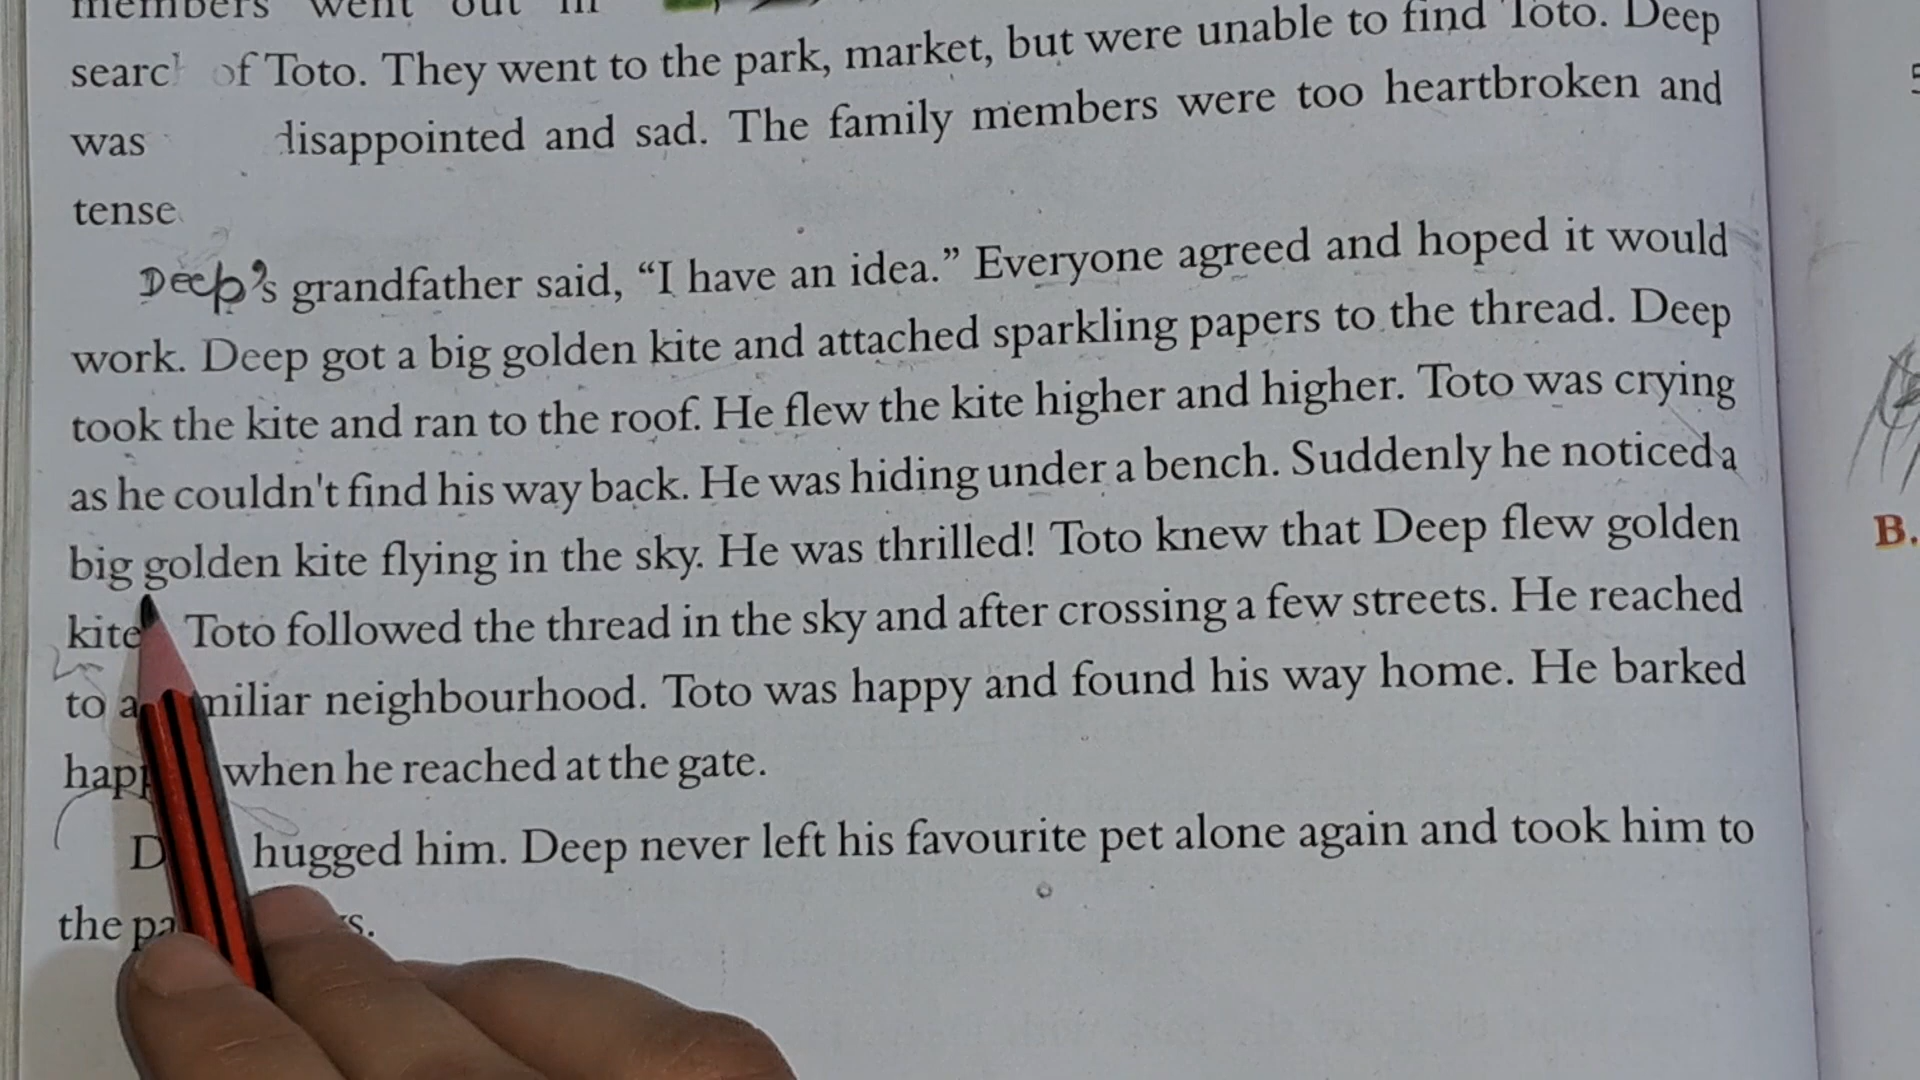 members went out in
of Toto. They went to the park, market, but were unable to find Toto. Deep
was disappointed and sad. The family members were too heartbroken and
tense
Deep's grandfather said, “I have an idea.” Everyone agreed and hoped it would
work. Deep got a big golden kite and attached sparkling papers to the thread. Deep
took the kite and ran to the roof. He flew the kite higher and higher. Toto was crying
as he couldn't find his way back. He was hiding under a bench. Suddenly he noticed a
big golden kite flying in the sky. He was thrilled! Toto knew that Deep flew golden
kite Toto followed the thread in the sky and after crossing a few streets. He reached
to a neighbourhood. Toto was happy and found his way home. He barked
when he reached at the gate.
hugged him. Deep never left his favourite pet alone again and took him to
the
B.